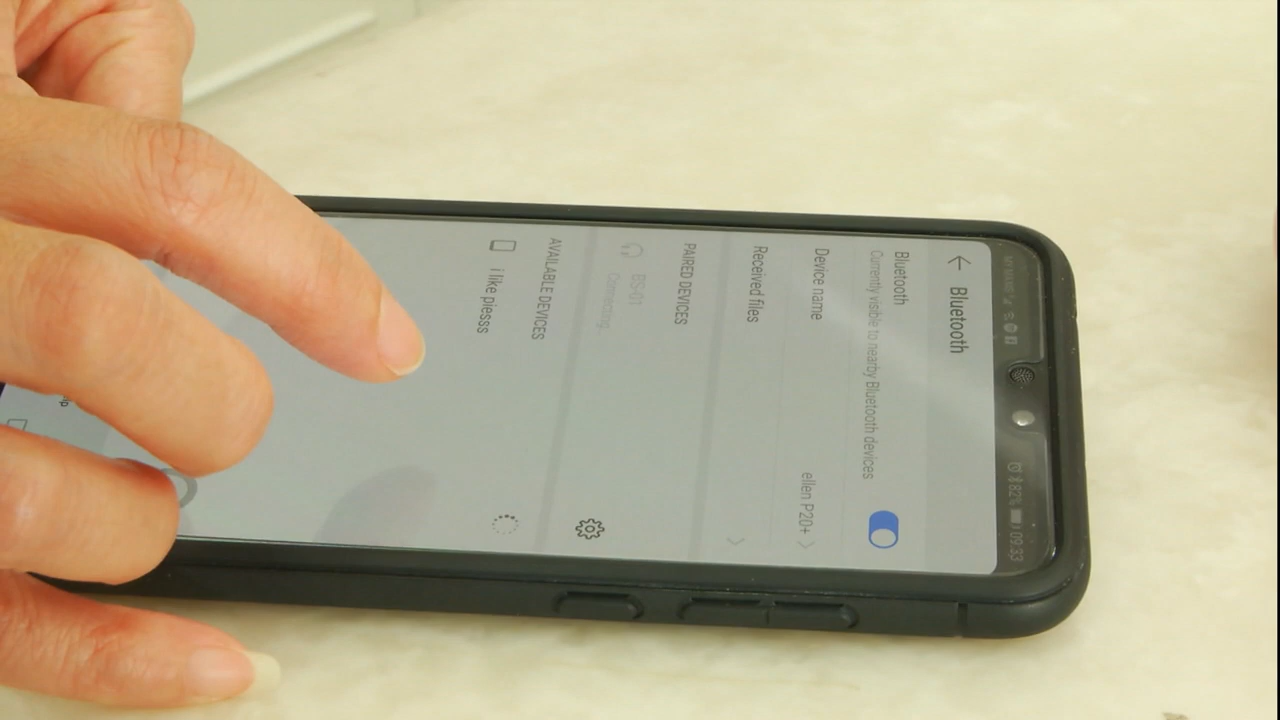 82% 09:33
Bluetooth
Bluetooth
Currently visible to nearby Bluetooth devices
Device name ellen P20+
Received files
PAIRED DEVICES
BS-01
Connecting...
AVAILABLE DEVICES
i like piesss